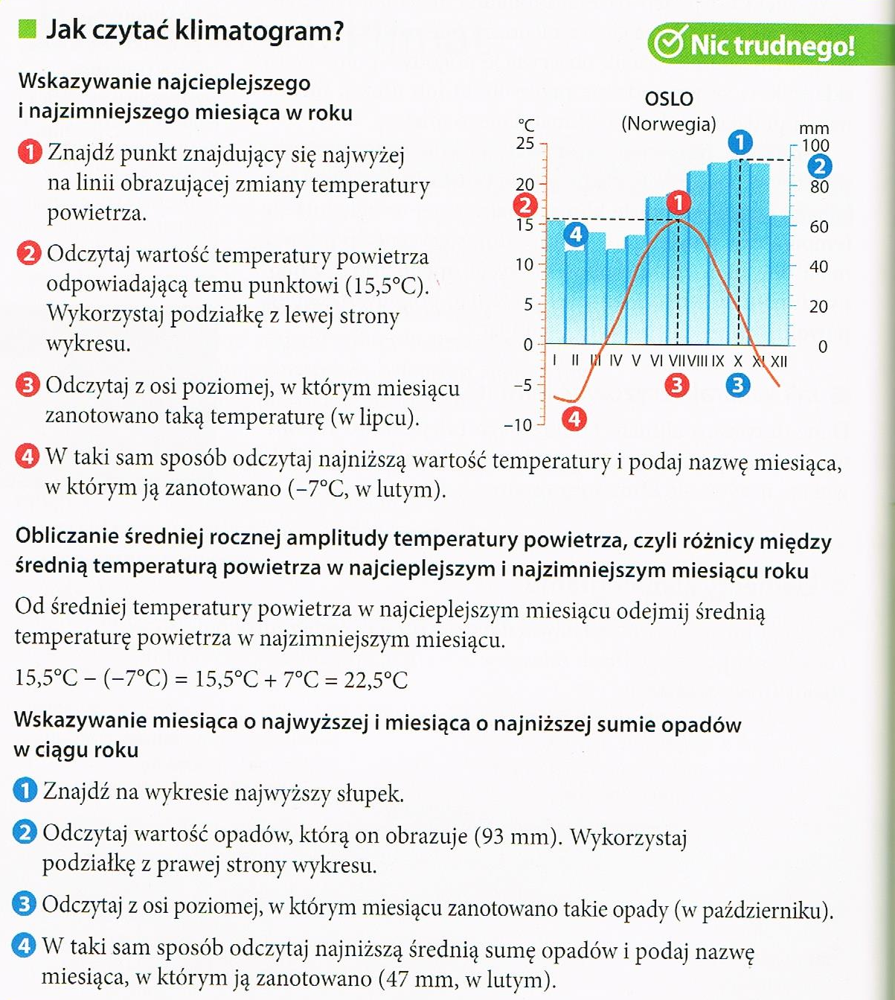 Jak czytać klimatogram?
Nic trudnego!
Wskazywanie najcieplejszego
i najzimniejszego miesiąca w roku
1 Znajdź punkt znajdujący się najwyżej
na linii obrazującej zmiany temperatury
powietrza.
2 Odczytaj wartość temperatury powietrza
odpowiadającą temu punktowi (15,5°C).
Wykorzystaj podziałkę z lewej strony
wykresu.
3 Odczytaj z osi poziomej, w którym miesiącu
zanotowano taką temperaturę (w lipcu).
OSLO
(Norwegia)
°C
mm
25
20
15
10
5
0
–5
–10
100
80
60
40
20
0
1
2
1
2
4
I II III IV V VI VII VIII IX X XI XII
3 3
4
4 W taki sam sposób odczytaj najniższą wartość temperatury i podaj nazwę miesiąca,
w którym ją zanotowano (–7°C, w lutym).
Obliczanie średniej rocznej amplitudy temperatury powietrza, czyli różnicy między
średnią temperaturą powietrza w najcieplejszym i najzimniejszym miesiącu roku
Od średniej temperatury powietrza w najcieplejszym miesiącu odejmij średnią
temperaturę powietrza w najzimniejszym miesiącu.
15,5°C – (–7°C) = 15,5°C + 7°C = 22,5°C
Wskazywanie miesiąca o najwyższej i miesiąca o najniższej sumie opadów
w ciągu roku
1 Znajdź na wykresie najwyższy słupek.
2 Odczytaj wartość opadów, którą on obrazuje (93 mm). Wykorzystaj
podziałkę z prawej strony wykresu.
3 Odczytaj z osi poziomej, w którym miesiącu zanotowano takie opady (w październiku).
4 W taki sam sposób odczytaj najniższą średnią sumę opadów i podaj nazwę
miesiąca, w którym ją zanotowano (47 mm, w lutym).